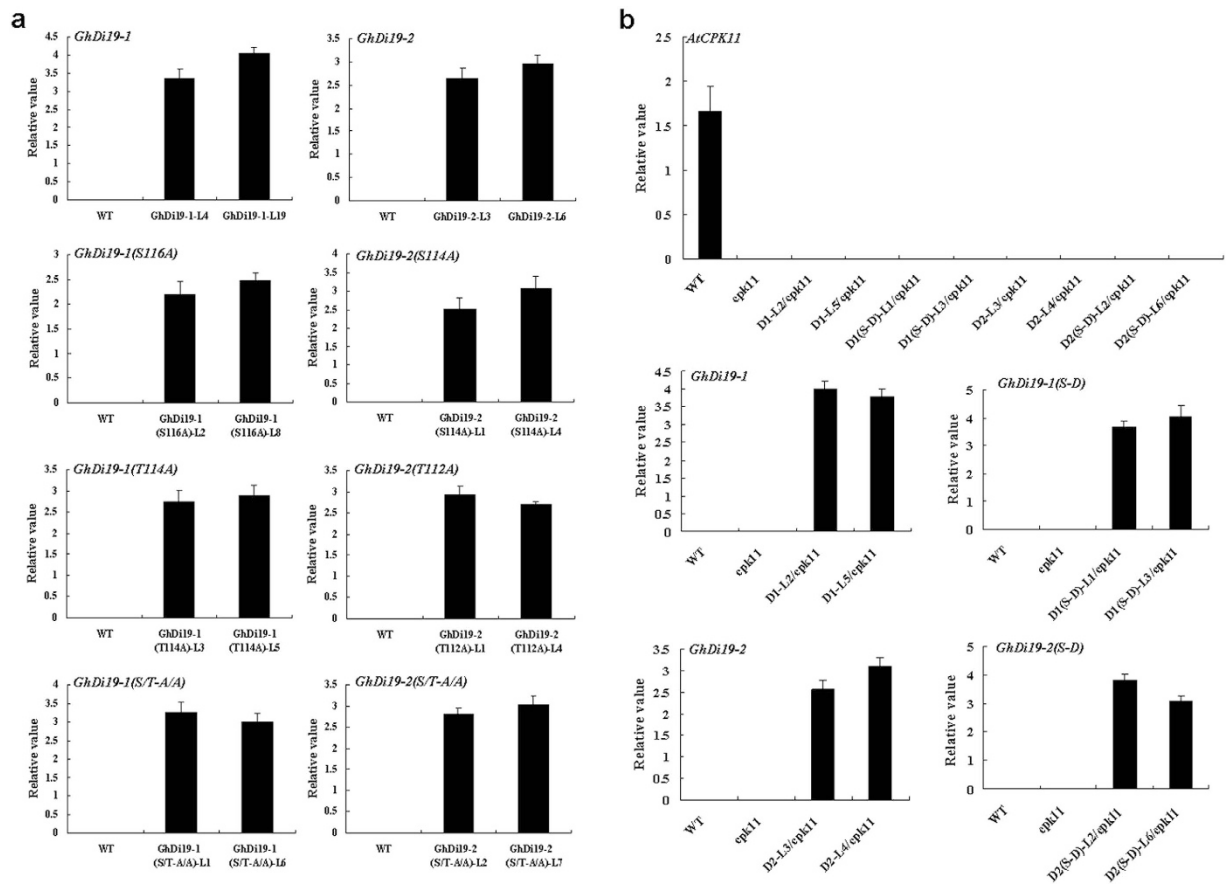 a
GhDi19-1
Relative value
4.5
4
3.5
3
2.5
2
1.5
1
0.5
0
WT
GhDi19-1-L4
GhDi19-1-L19
GhDi19-2
Relative value
3.5
3
2.5
2
1.5
1
0.5
0
WT
GhDi19-2-L3
GhDi19-2-L6
GhDi19-1(S116A)
Relative value
3
2.5
2
1.5
1
0.5
0
WT
GhDi19-1
(S116A)-L2
GhDi19-1
(S116A)-L8
GhDi19-2(S114A)
Relative value
4
3.5
3
2.5
2
1.5
1
0.5
0
WT
GhDi19-2
(S114A)-L1
GhDi19-2
(S114A)-L4
GhDi19-1(T114A)
Relative value
3.5
3
2.5
2
1.5
1
0.5
0
WT
GhDi19-1
(T114A)-L3
GhDi19-1
(T114A)-L5
GhDi19-2(T112A)
Relative value
3.5
3
2.5
2
1.5
1
0.5
0
WT
GhDi19-2
(T112A)-L1
GhDi19-2
(T112A)-L4
GhDi19-1(S/T-A/A)
Relative value
4
3.5
3
2.5
2
1.5
1
0.5
0
WT
GhDi19-1
(S/T-A/A)-L1
GhDi19-1
(S/T-A/A)-L6
GhDi19-2(S/T-A/A)
Relative value
3.5
3
2.5
2
1.5
1
0.5
0
WT
GhDi19-2
(S/T-A/A)-L2
GhDi19-2
(S/T-A/A)-L7
b
AtCPK11
Relative value
2.5
2
1.5
1
0.5
0
WT
cpk11
D1-L2/cpk11
D1-L5/cpk11
D1(S-D)-L1/cpk11
D1(S-D)-L3/cpk11
D2-L3/cpk11
D2-L4/cpk11
D2(S-D)-L2/cpk11
D2(S-D)-L6/cpk11
GhDi19-1
Relative value
4.5
4
3.5
3
2.5
2
1.5
1
0.5
0
WT
cpk11
D1-L2/cpk11
D1-L5/cpk11
GhDi19-1(S-D)
Relative value
5
4
3
2
1
0
WT
cpk11
D1(S-D)-L1/cpk11
D1(S-D)-L3/cpk11
GhDi19-2
Relative value
3.5
3
2.5
2
1.5
1
0.5
0
WT
cpk11
D2-L3/cpk11
D2-L4/cpk11
GhDi19-2(S-D)
Relative value
5
4
3
2
1
0
WT
cpk11
D2(S-D)-L2/cpk11
D2(S-D)-L6/cpk11